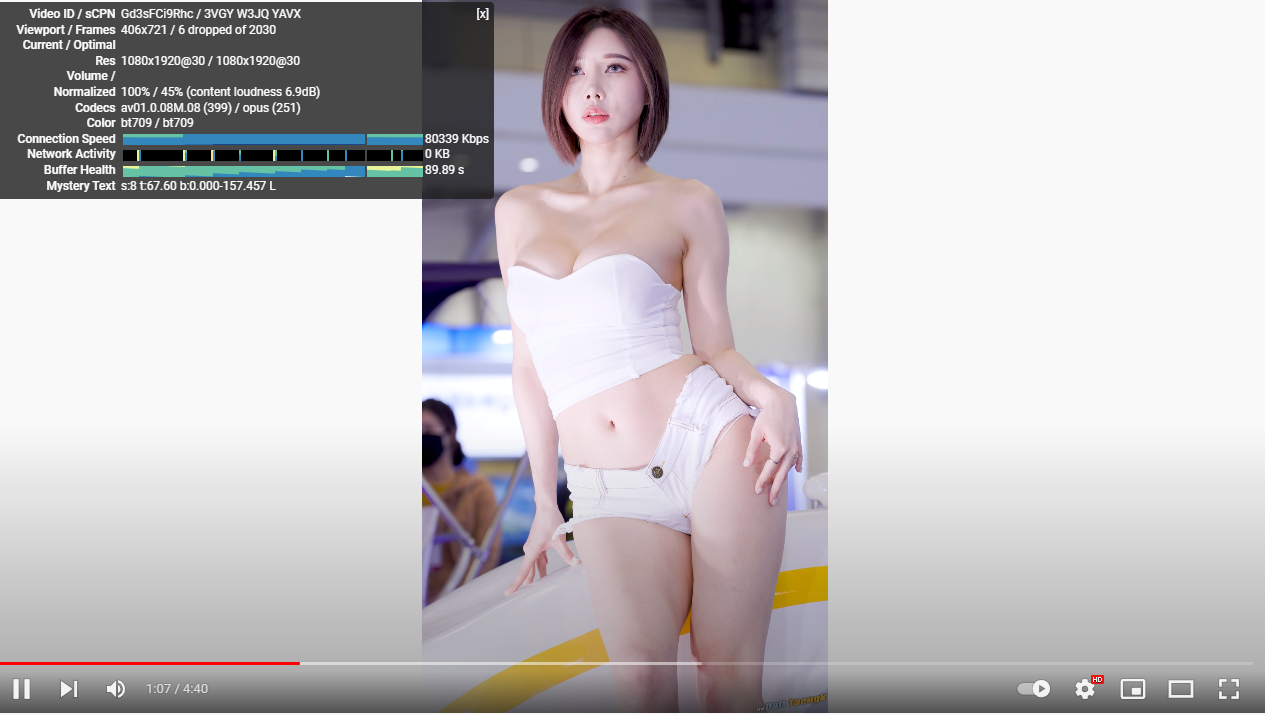 Video ID / sCPN Gd3sFCi9Rhc / 3VGY W3JQ YAVX [x]
Viewport / Frames 406x721 / 6 dropped of 2030
Current / Optimal
Res 1080x1920@30 / 1080x1920@30
Volume /
Normalized 100% / 45% (content loudness 6.9dB)
Codecs av01.0.08M.08 (399) / opus (251)
Color bt709 / bt709
Connection Speed 80339 Kbps
Network Activity 0 KB
Buffer Health 89.89 s
Mystery Text s:8 t:67.60 b:0.000-157.457 L
1:07 / 4:40
HD